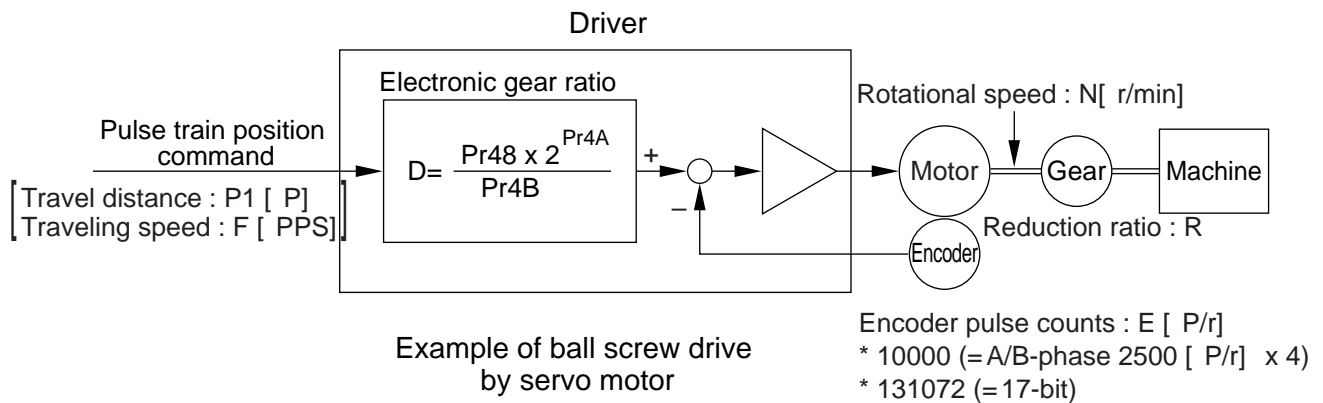 Driver
Electronic gear ratio
Rotational speed : N[ r/min]
Pulse train position
command
D= Pr48 x 2^Pr4A
Pr4B
+
−
Motor
Gear
Machine
[Travel distance : P1 [ P]
Traveling speed : F [ PPS]]
Reduction ratio : R
Encoder
Encoder pulse counts : E [ P/r]
* 10000 (= A/B-phase 2500 [ P/r] x 4)
* 131072 (= 17-bit)
Example of ball screw drive
by servo motor